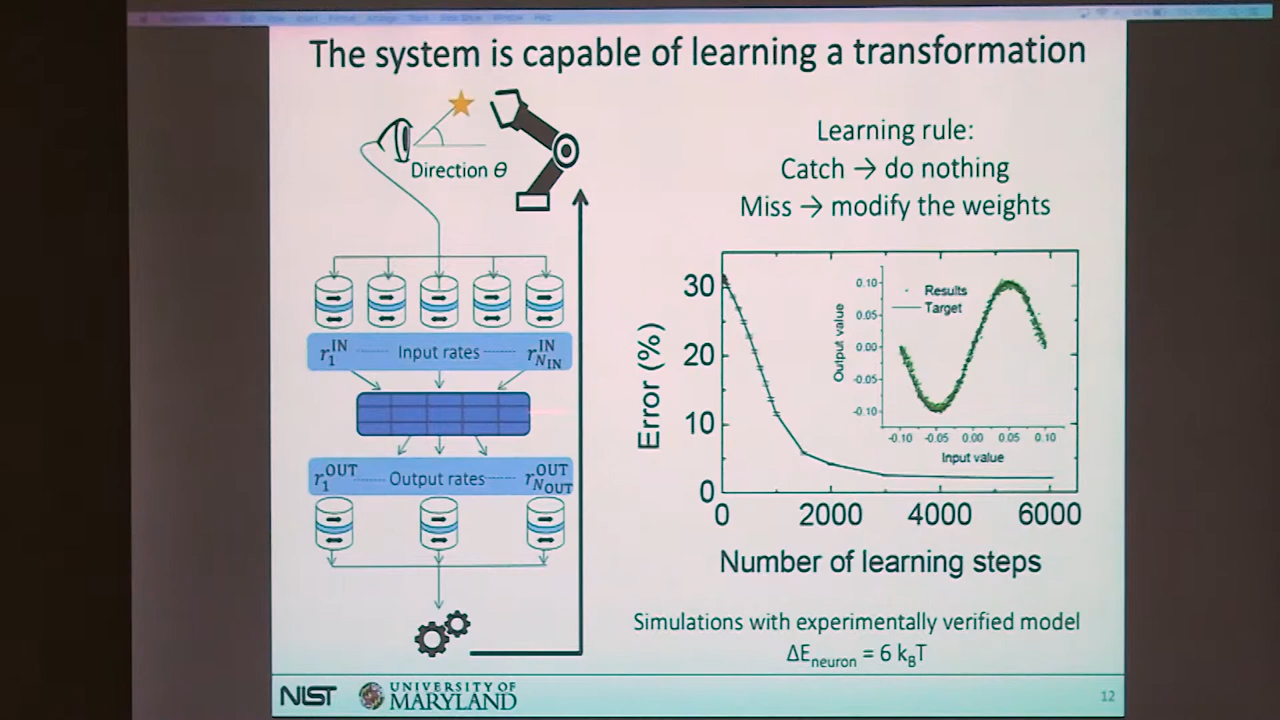 The system is capable of learning a transformation
Direction θ
r₁ᴵᴺ Input rates r_{N_IN}^{IN}
r₁ᴼᵁᵀ Output rates r_{N_OUT}^{OUT}
Learning rule:
Catch → do nothing
Miss → modify the weights
Error (%)
30
20
10
0
0 2000 4000 6000
Number of learning steps
Output value
0.10
0.05
0.00
-0.05
-0.10
Results
Target
-0.10 -0.05 0.00 0.05 0.10
Input value
Simulations with experimentally verified model
ΔE_neuron = 6 k_BT
NIST
UNIVERSITY OF
MARYLAND
12